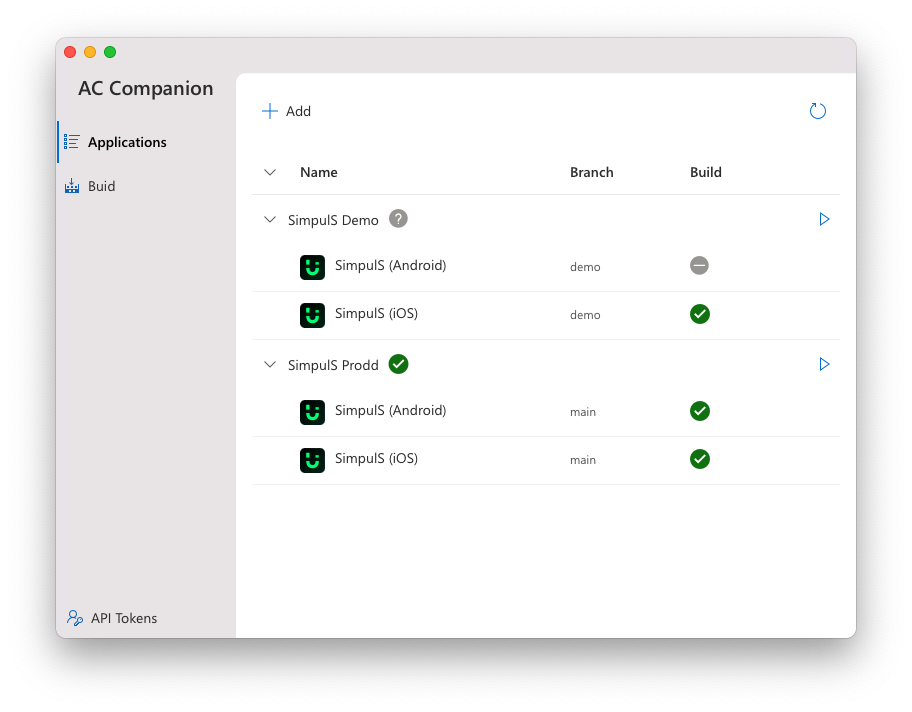 AC Companion
Applications
Buid
API Tokens
Add
Name Branch Build
SimpulS Demo ?
SimpulS (Android) demo
SimpulS (iOS) demo
SimpulS Prodd
SimpulS (Android) main
SimpulS (iOS) main